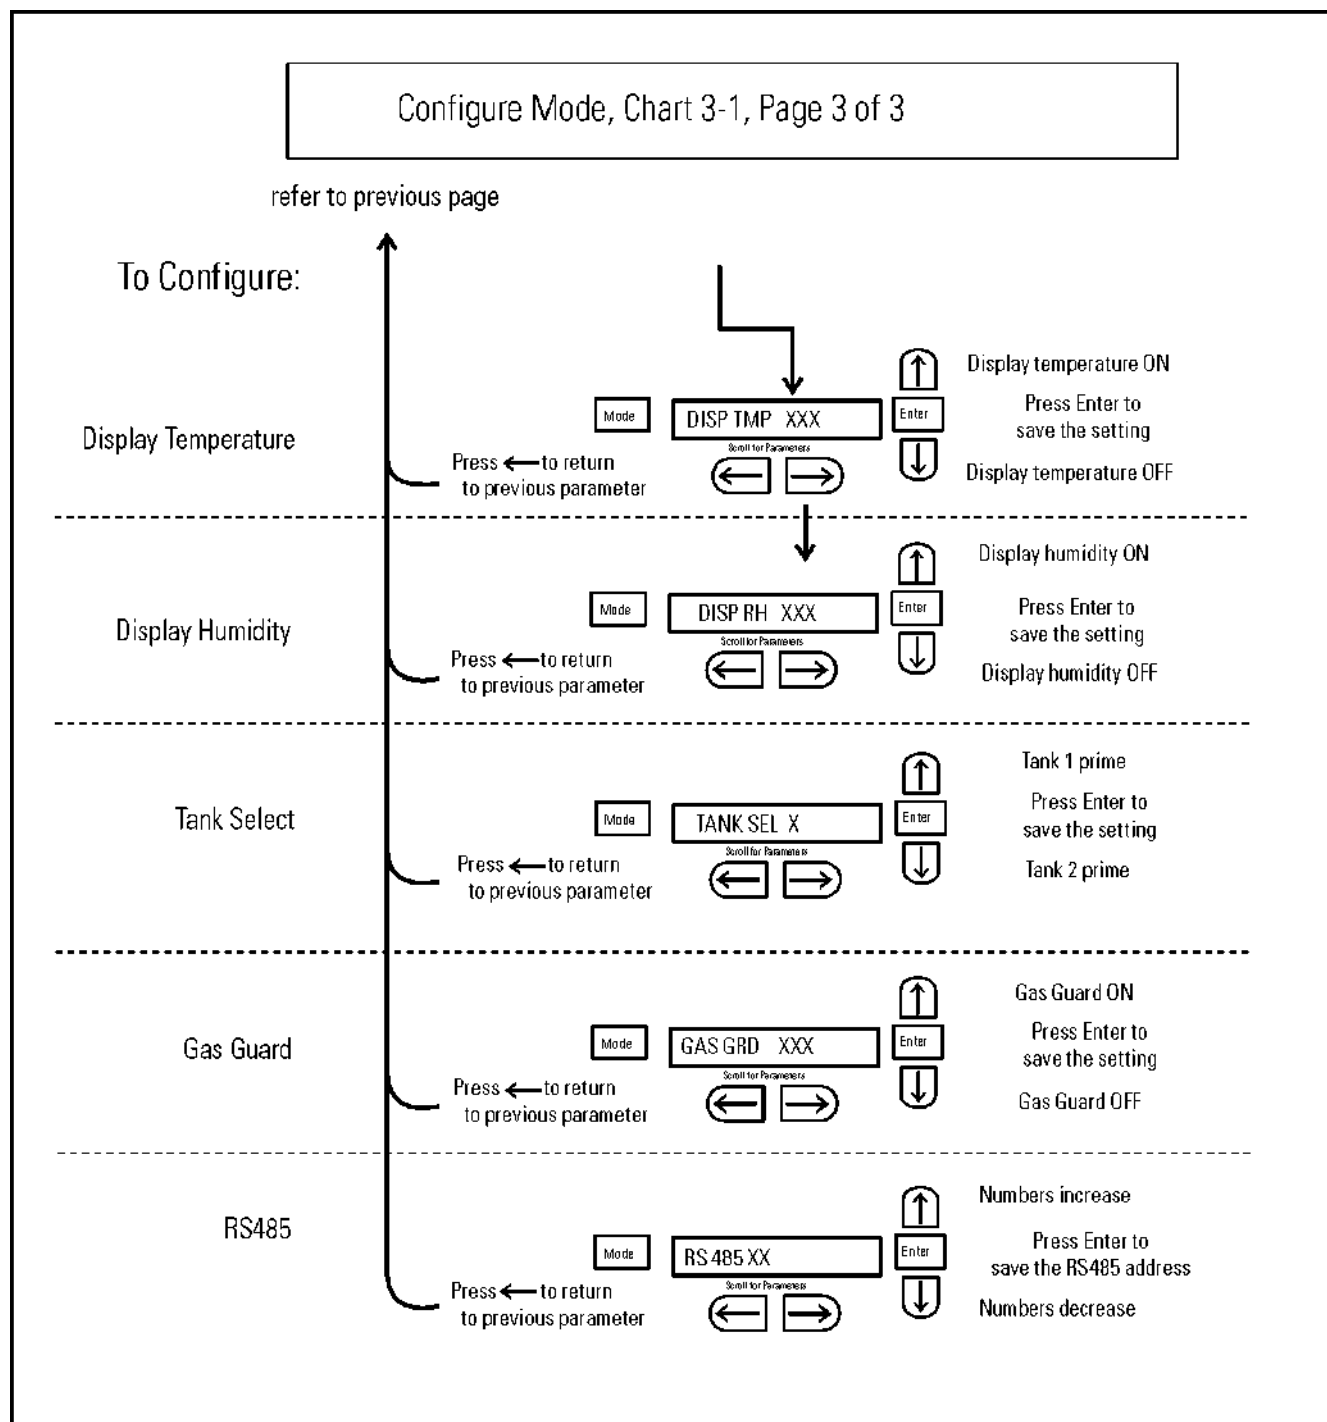 Configure Mode, Chart 3-1, Page 3 of 3
refer to previous page
To Configure:
Display Temperature
Mode
DISP TMP XXX
Scroll for Parameters
Enter
Display temperature ON
Press Enter to
save the setting
Display temperature OFF
Press ← to return
to previous parameter
Display Humidity
Mode
DISP RH XXX
Scroll for Parameters
Enter
Display humidity ON
Press Enter to
save the setting
Display humidity OFF
Press ← to return
to previous parameter
Tank Select
Mode
TANK SEL X
Scroll for Parameters
Enter
Tank 1 prime
Press Enter to
save the setting
Tank 2 prime
Press ← to return
to previous parameter
Gas Guard
Mode
GAS GRD XXX
Scroll for Parameters
Enter
Gas Guard ON
Press Enter to
save the setting
Gas Guard OFF
Press ← to return
to previous parameter
RS485
Mode
RS 485 XX
Scroll for Parameters
Enter
Numbers increase
Press Enter to
save the RS485 address
Numbers decrease
Press ← to return
to previous parameter